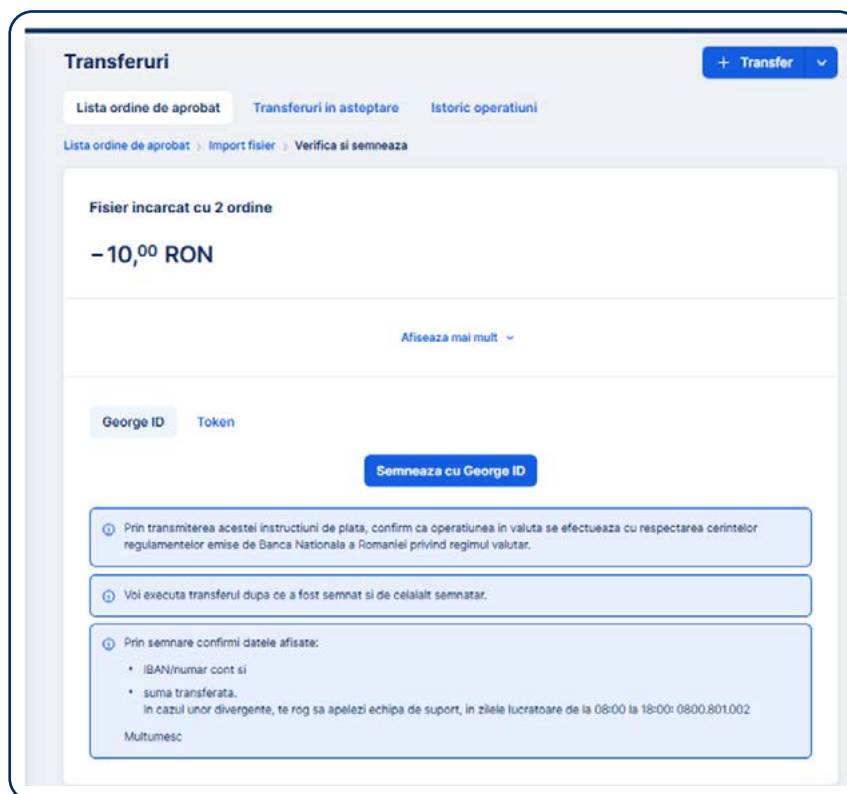 Transferuri
+ Transfer
Lista ordine de aprobat Transferuri in asteptare Istoric operatiuni
Lista ordine de aprobat > Import fisier > Verifica si semneaza
Fisier incarcat cu 2 ordine
–10,00 RON
Afiseaza mai mult
George ID Token
Semneaza cu George ID
Prin transmiterea acestei instructiuni de plata, confirm ca operatiunea in valuta se efectueaza cu respectarea cerintelor
regulamentelor emise de Banca Nationala a Romaniei privind regimul valutar.
Voi executa transferul dupa ce a fost semnat si de celalalt semnatar.
Prin semnare confirmi datele afisate:
• IBAN/numar cont si
• suma transferata.
In cazul unor divergente, te rog sa apelezi echipa de suport, in zilele lucratoare de la 08:00 la 18:00: 0800.801.002
Multumesc